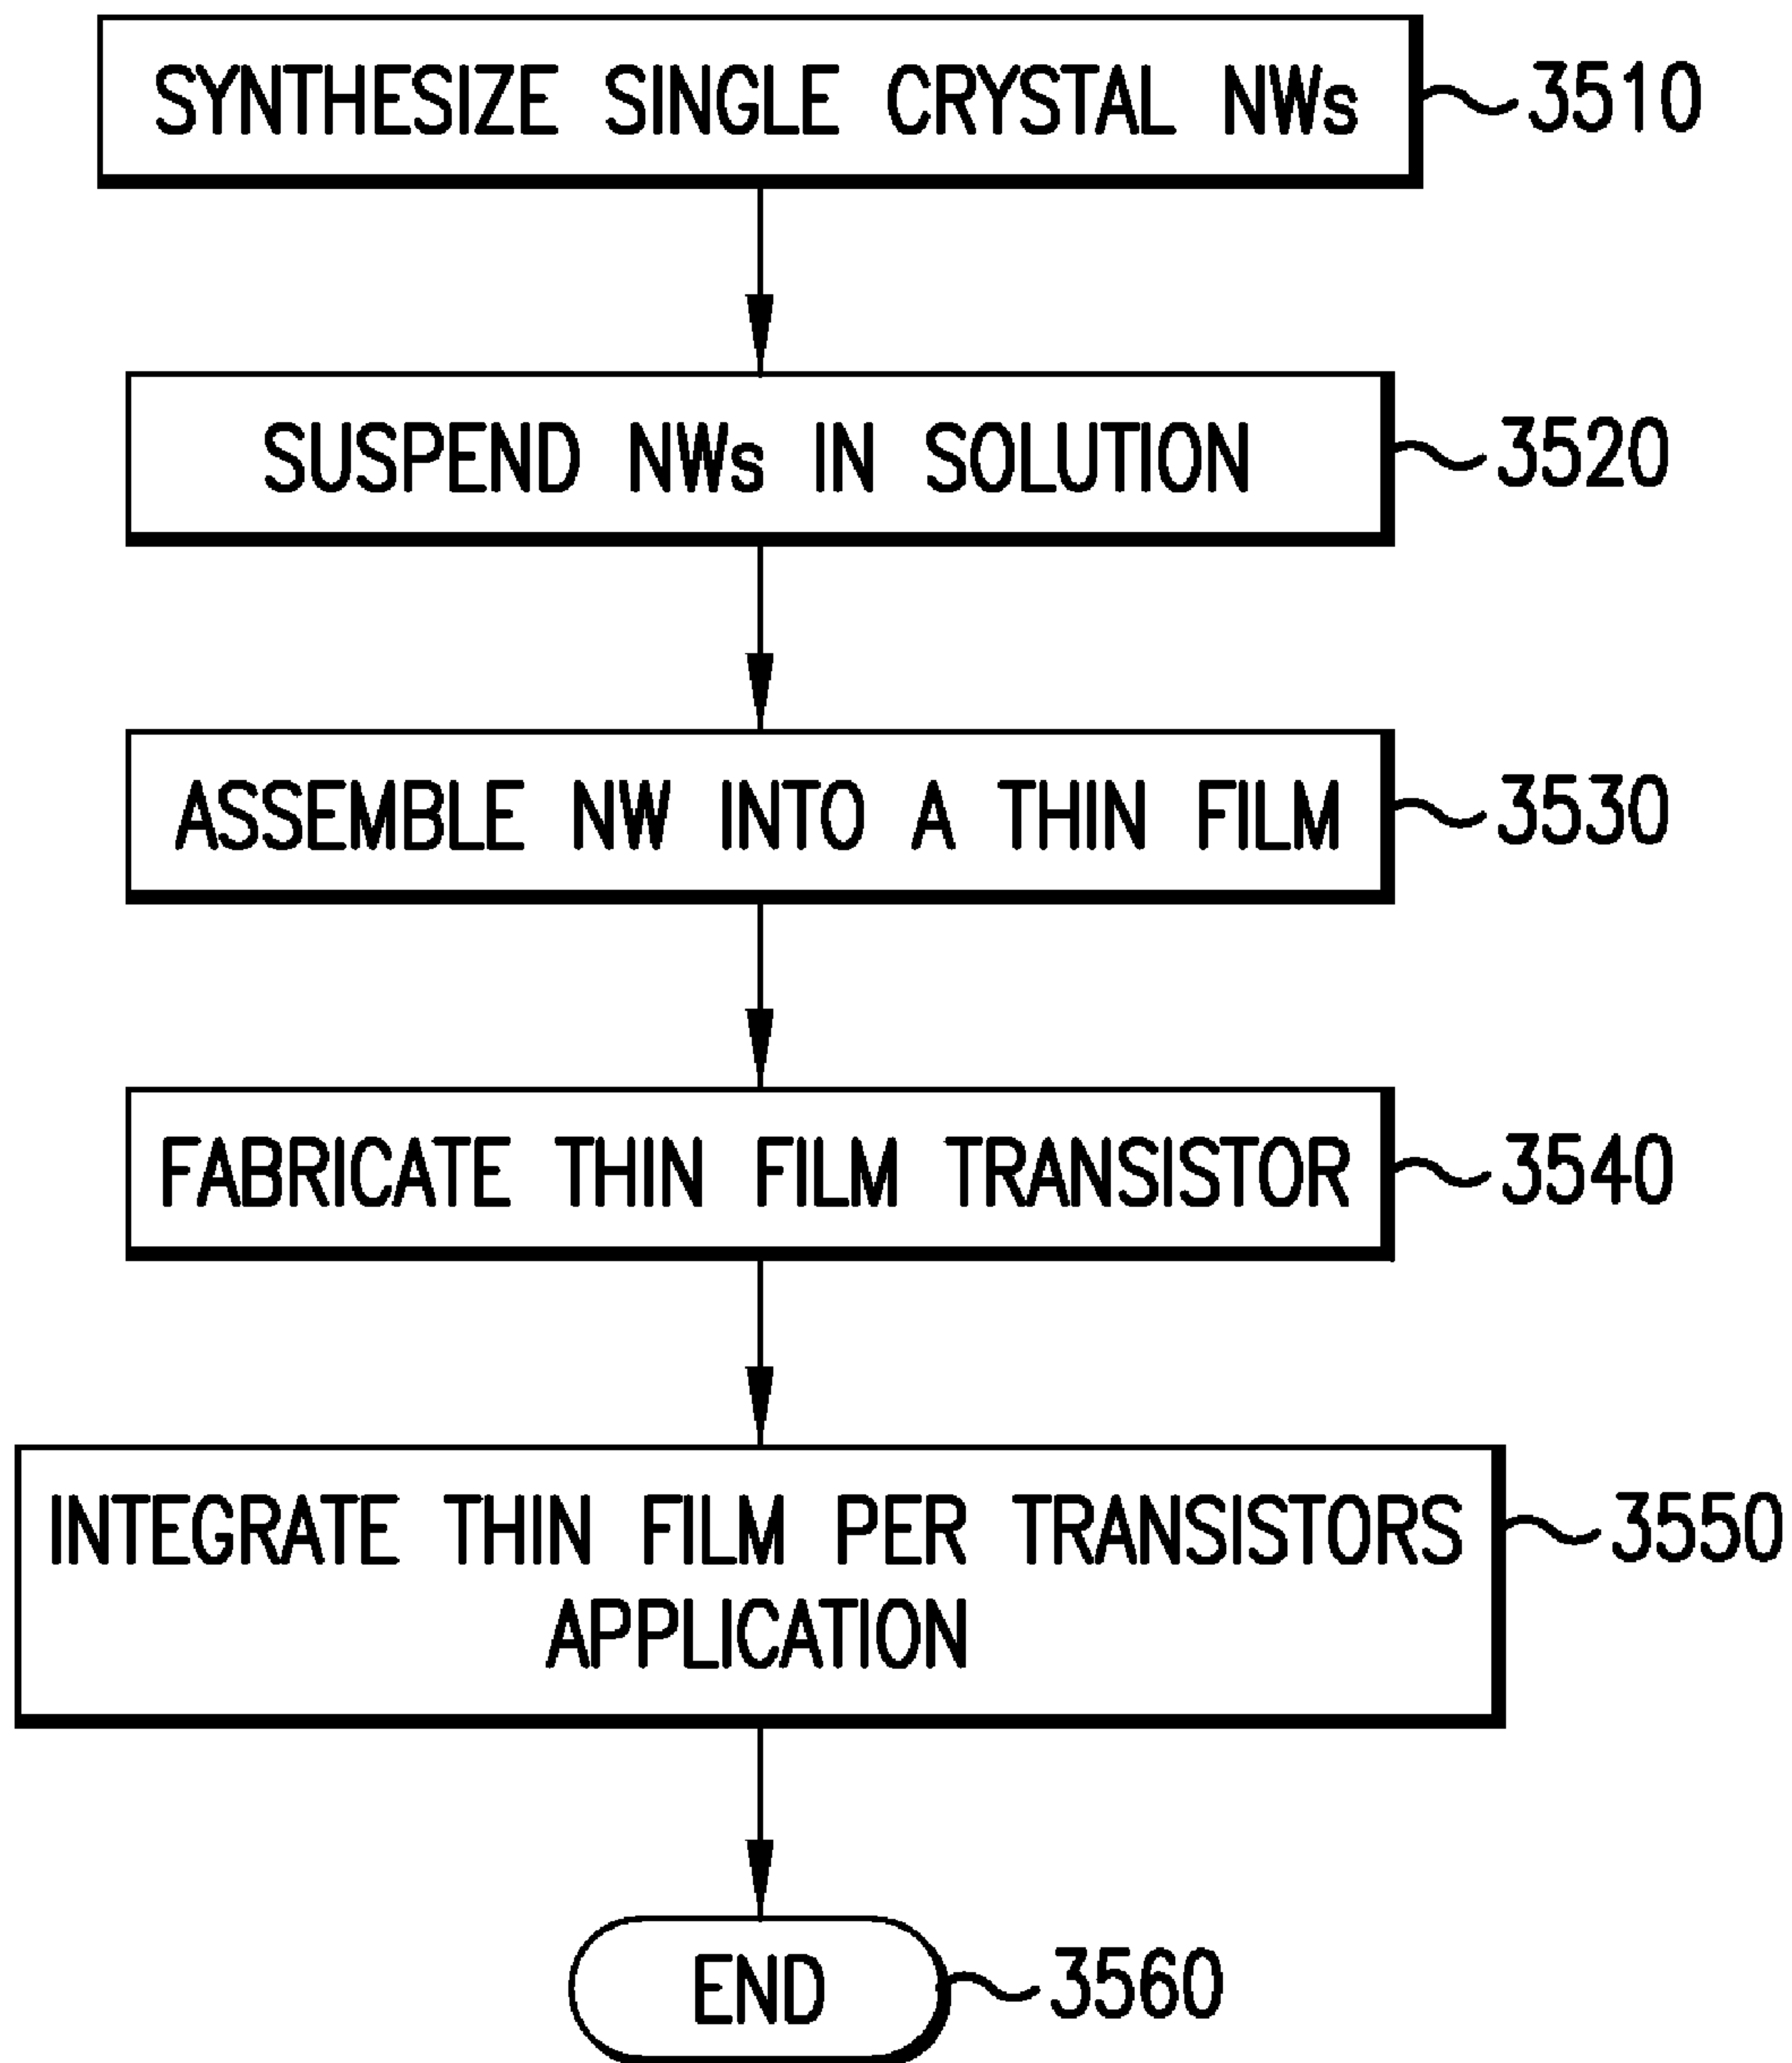 SYNTHESIZE SINGLE CRYSTAL NWs 3510
SUSPEND NWs IN SOLUTION 3520
ASSEMBLE NW INTO A THIN FILM 3530
FABRICATE THIN FILM TRANSISTOR 3540
INTEGRATE THIN FILM PER TRANSISTORS 3550
APPLICATION
END 3560